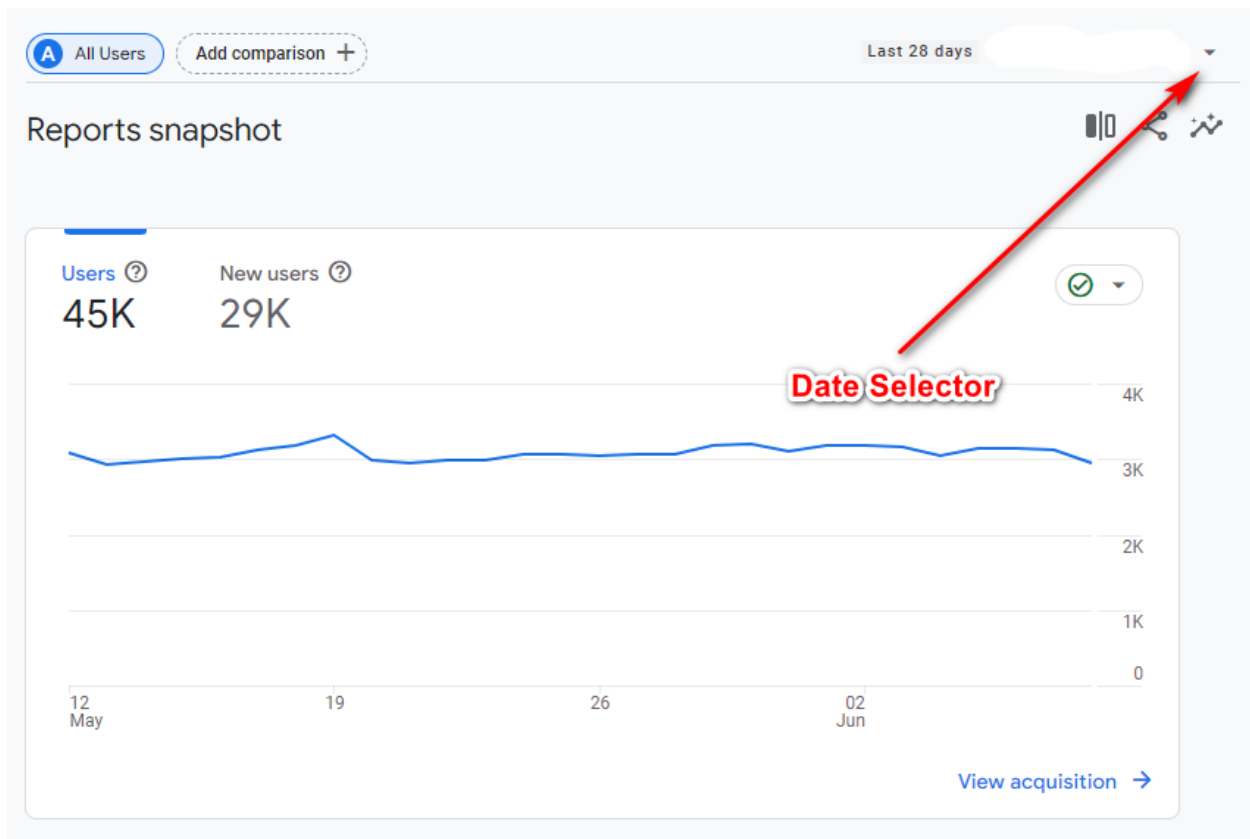 A All Users Add comparison + Last 28 days
Reports snapshot
Users New users
45K 29K
Date Selector
4K
3K
2K
1K
0
12 19 26 02
May Jun
View acquisition